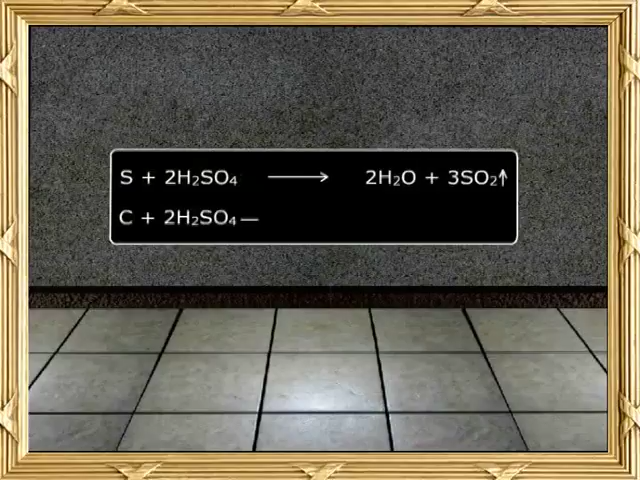 S + 2H₂SO₄ ⟶ 2H₂O + 3SO₂↑
C + 2H₂SO₄ —